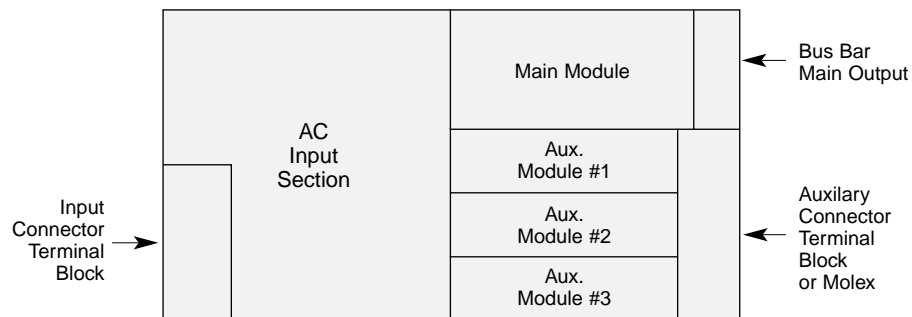 Main Module
Bus Bar
Main Output
AC
Input
Section
Aux.
Module #1
Input
Connector
Terminal
Block
Aux.
Module #2
Auxilary
Connector
Terminal
Block
or Molex
Aux.
Module #3